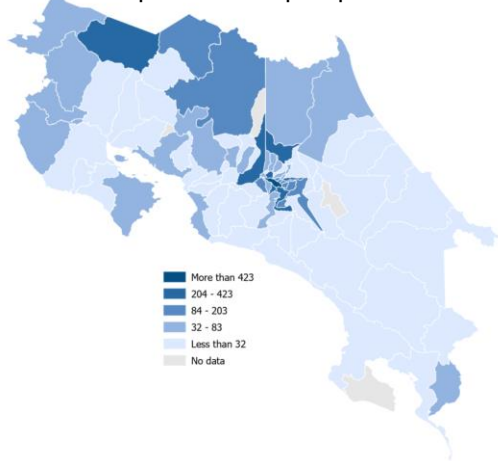 More than 423
204 - 423
84 - 203
32 - 83
Less than 32
No data